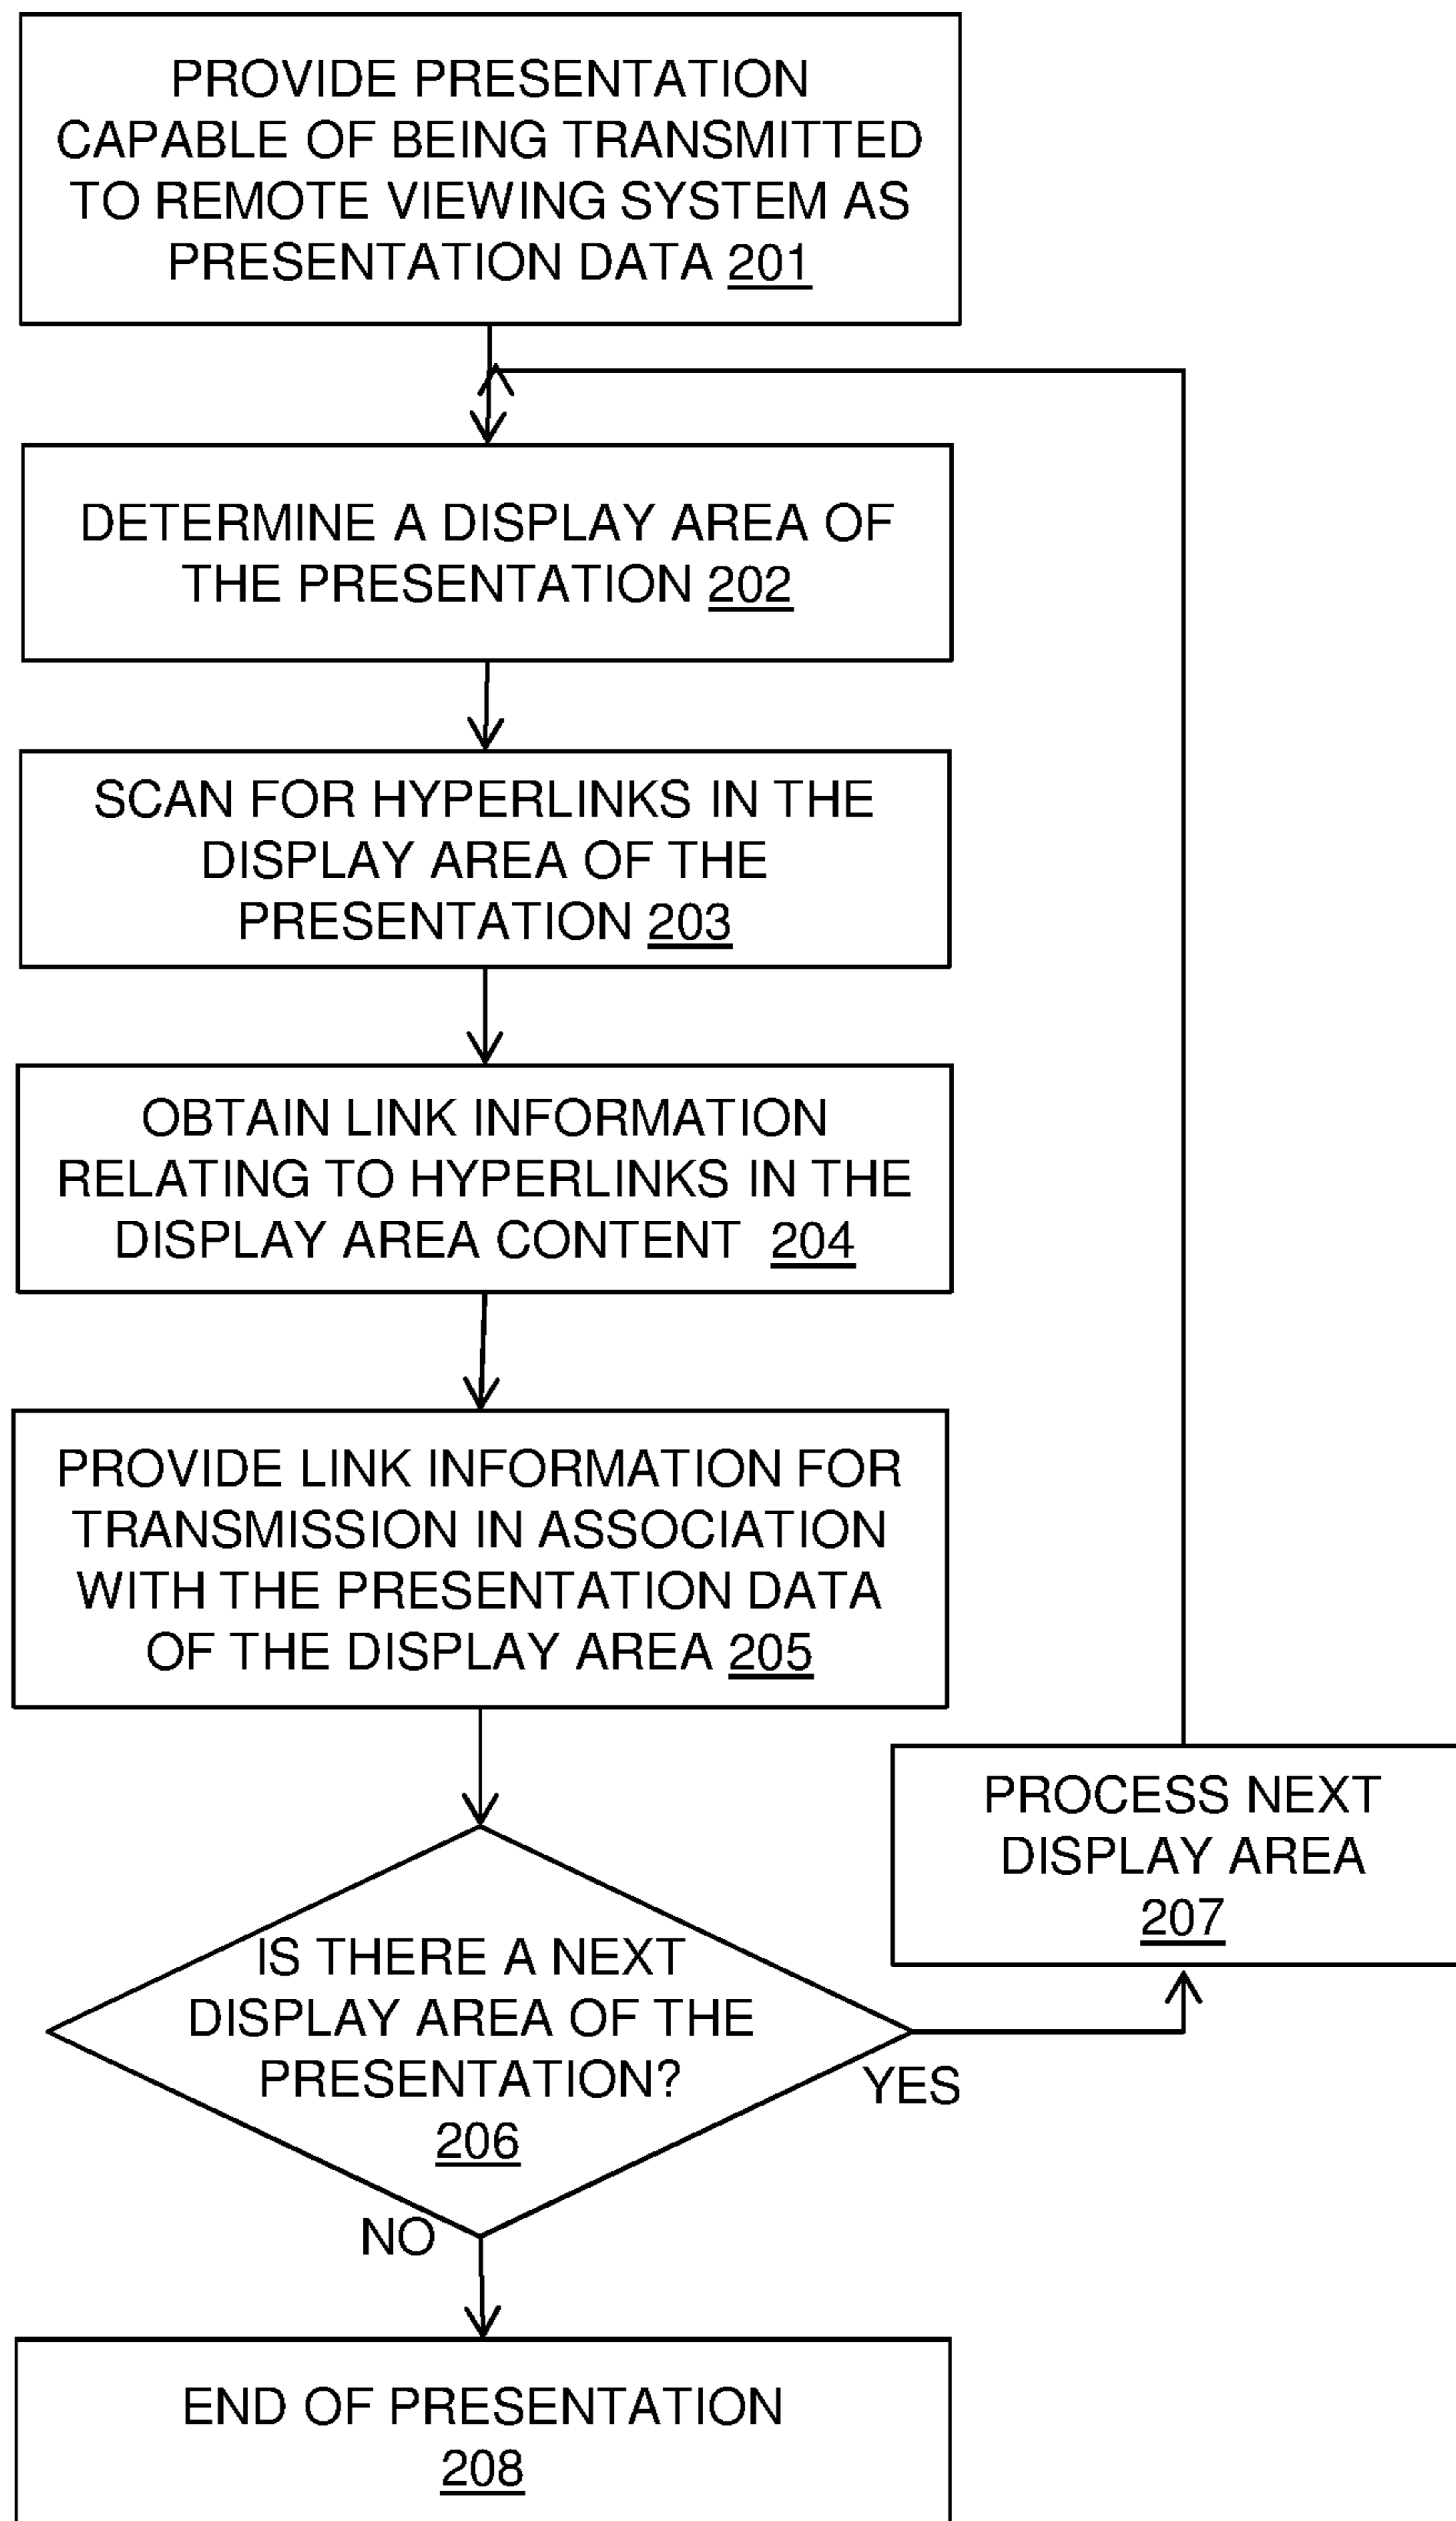 PROVIDE PRESENTATION
CAPABLE OF BEING TRANSMITTED
TO REMOTE VIEWING SYSTEM AS
PRESENTATION DATA 201
DETERMINE A DISPLAY AREA OF
THE PRESENTATION 202
SCAN FOR HYPERLINKS IN THE
DISPLAY AREA OF THE
PRESENTATION 203
OBTAIN LINK INFORMATION
RELATING TO HYPERLINKS IN THE
DISPLAY AREA CONTENT 204
PROVIDE LINK INFORMATION FOR
TRANSMISSION IN ASSOCIATION
WITH THE PRESENTATION DATA
OF THE DISPLAY AREA 205
PROCESS NEXT
DISPLAY AREA
207
IS THERE A NEXT
DISPLAY AREA OF THE
PRESENTATION?
206
YES
NO
END OF PRESENTATION
208